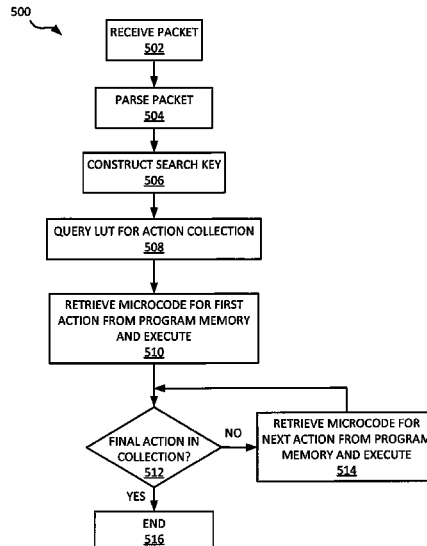 500
RECEIVE PACKET
502
PARSE PACKET
504
CONSTRUCT SEARCH KEY
506
QUERY LUT FOR ACTION COLLECTION
508
RETRIEVE MICROCODE FOR FIRST
ACTION FROM PROGRAM MEMORY
AND EXECUTE
510
FINAL ACTION IN
COLLECTION?
512
NO
RETRIEVE MICROCODE FOR
NEXT ACTION FROM PROGRAM
MEMORY AND EXECUTE
514
YES
END
516